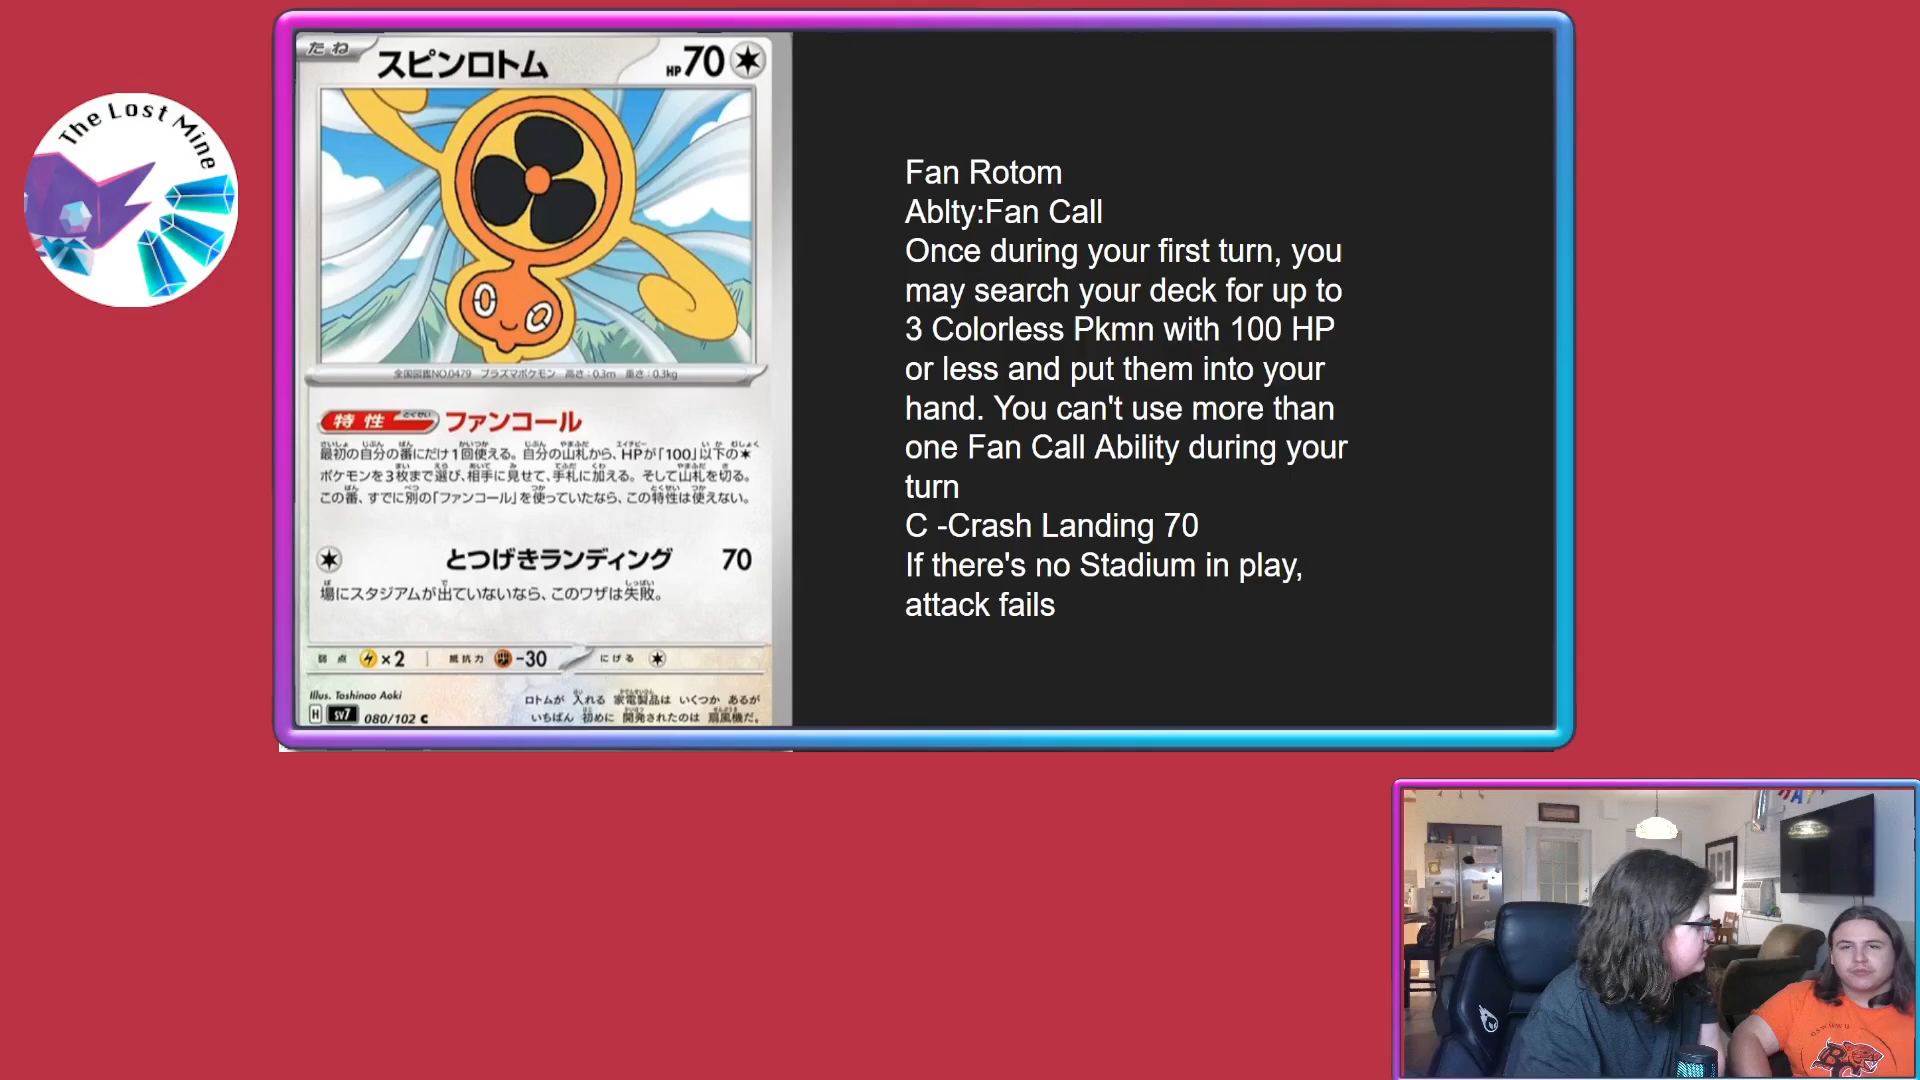 The Lost Mine
たね
スピンロトム
HP 70
全国図鑑NO.0479 プラズマポケモン 高さ:0.3m 重さ:0.3kg
特性 とくせい ファンコール
最初の自分の番にだけ1回使える。自分の山札から、HPが「100」以下の
ポケモンを3枚まで選び、相手に見せて、手札に加える。そして山札を切る。
この番、すでに別の「ファンコール」を使っていたなら、この特性は使えない。
とつげきランディング 70
場にスタジアムが出ていないなら、このワザは失敗。
弱点 ×2 抵抗力 -30 にげる
Illus. Toshinao Aoki
H sv7 080/102 C
ロトムが 入れる 家電製品は いくつか あるが
いちばん 初めに 開発されたのは 扇風機だ。
Fan Rotom
Ablty:Fan Call
Once during your first turn, you
may search your deck for up to
3 Colorless Pkmn with 100 HP
or less and put them into your
hand. You can't use more than
one Fan Call Ability during your
turn
C -Crash Landing 70
If there's no Stadium in play,
attack fails